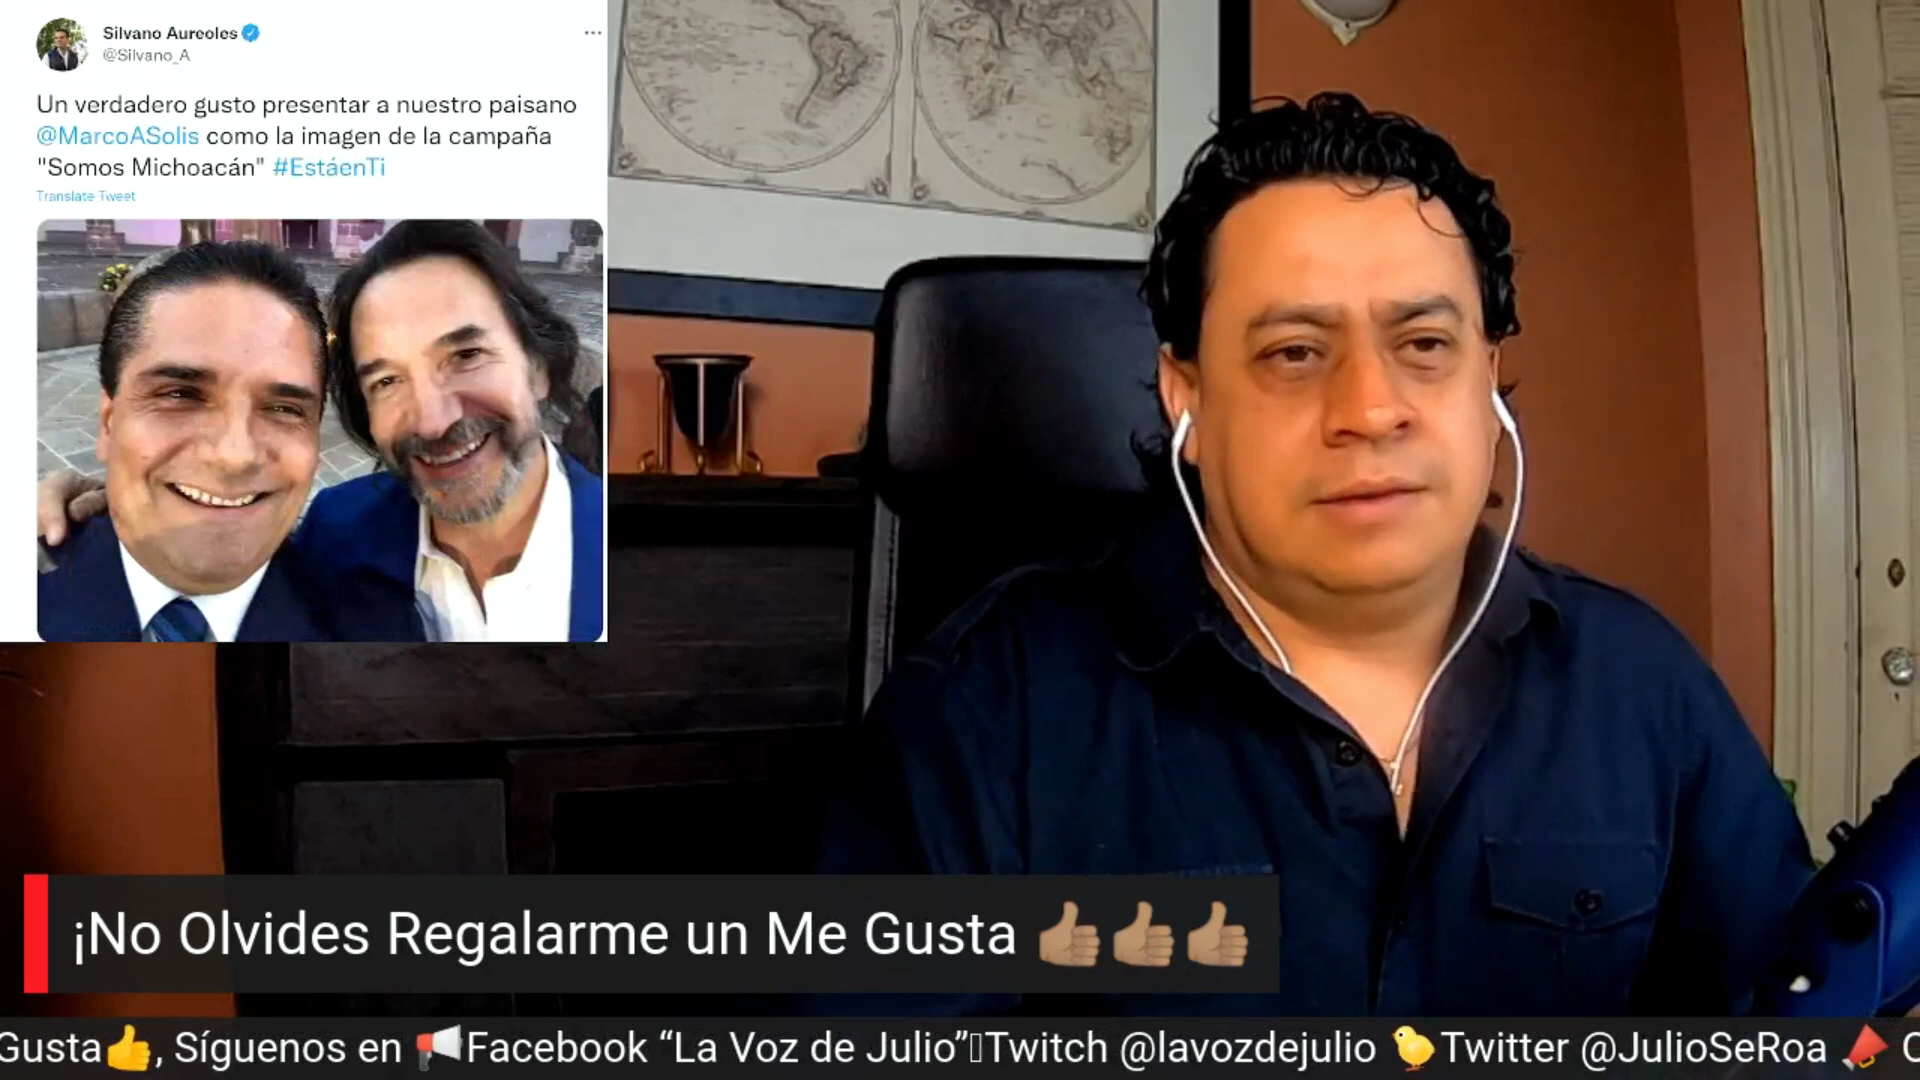 Silvano Aureoles
@Silvano_A
Un verdadero gusto presentar a nuestro paisano
@MarcoASolis como la imagen de la campaña
"Somos Michoacán" #EstáenTi
Translate Tweet
¡No Olvides Regalarme un Me Gusta 👍🏽👍🏽👍🏽
Gusta👍, Síguenos en 📢Facebook “La Voz de Julio”▯Twitch @lavozdejulio 🐤Twitter @JulioSeRoa 📣 C